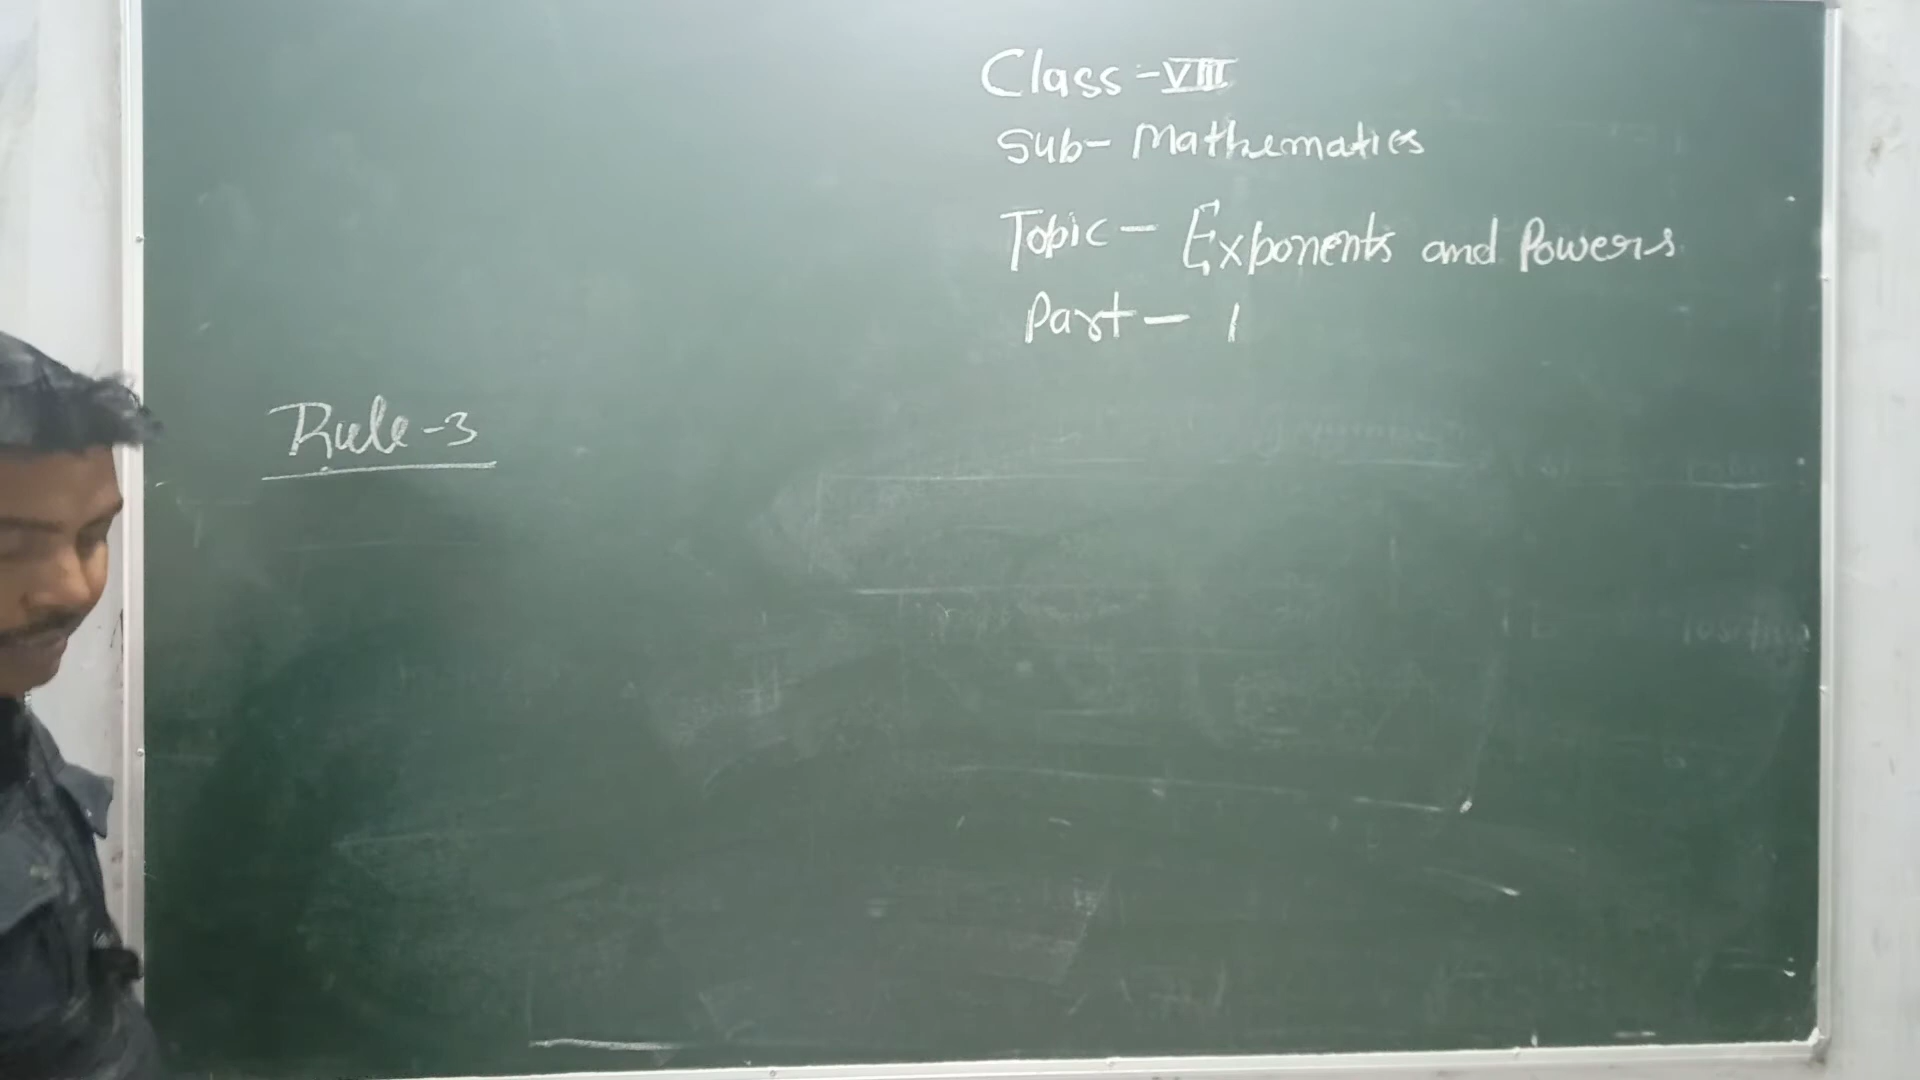 Class - VIII
Sub - Mathematics
Topic - Exponents and Powers
Part - 1
Rule - 3